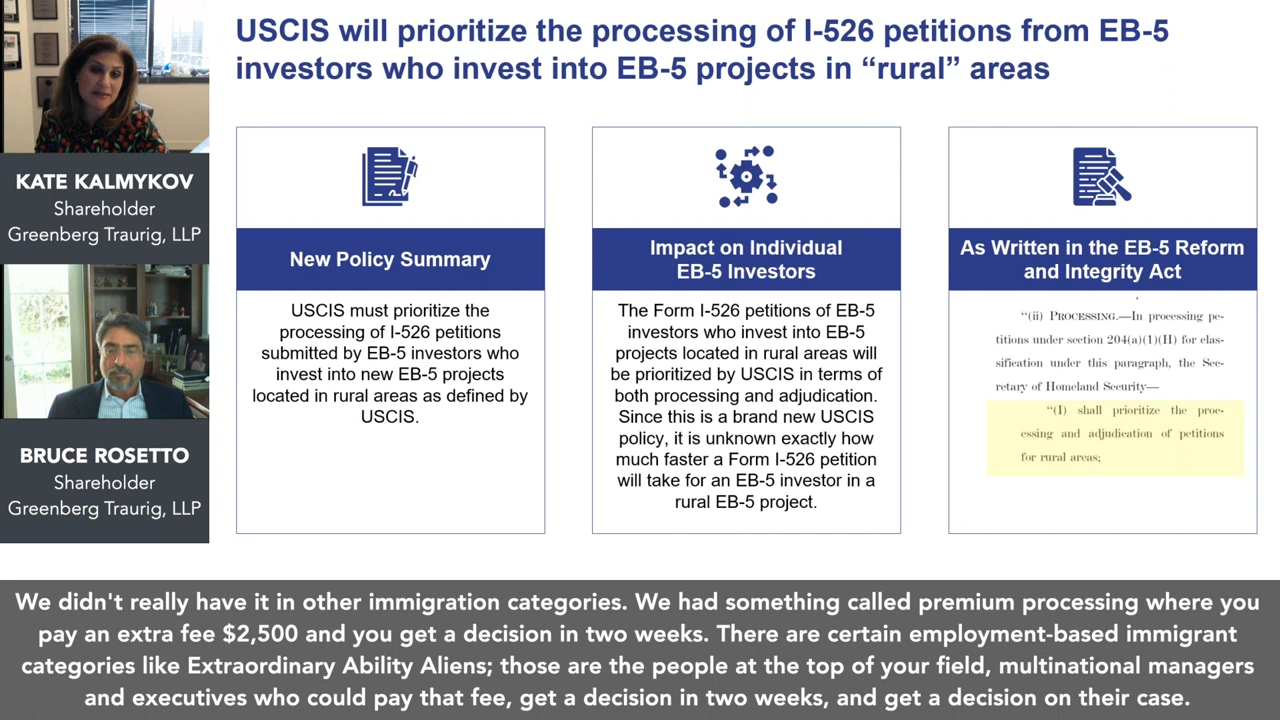 USCIS will prioritize the processing of I-526 petitions from EB-5
investors who invest into EB-5 projects in “rural” areas
KATE KALMYKOV
Shareholder
Greenberg Traurig, LLP
BRUCE ROSETTO
Shareholder
Greenberg Traurig, LLP
New Policy Summary
USCIS must prioritize the
processing of I-526 petitions
submitted by EB-5 investors who
invest into new EB-5 projects
located in rural areas as defined by
USCIS.
Impact on Individual
EB-5 Investors
The Form I-526 petitions of EB-5
investors who invest into EB-5
projects located in rural areas will
be prioritized by USCIS in terms of
both processing and adjudication.
Since this is a brand new USCIS
policy, it is unknown exactly how
much faster a Form I-526 petition
will take for an EB-5 investor in a
rural EB-5 project.
As Written in the EB-5 Reform
and Integrity Act
“(ii) PROCESSING.—In processing pe-
titions under section 204(a)(1)(H) for clas-
sification under this paragraph, the Sec-
retary of Homeland Security—
“(I) shall prioritize the proc-
essing and adjudication of petitions
for rural areas;
We didn't really have it in other immigration categories. We had something called premium processing where you
pay an extra fee $2,500 and you get a decision in two weeks. There are certain employment-based immigrant
categories like Extraordinary Ability Aliens; those are the people at the top of your field, multinational managers
and executives who could pay that fee, get a decision in two weeks, and get a decision on their case.